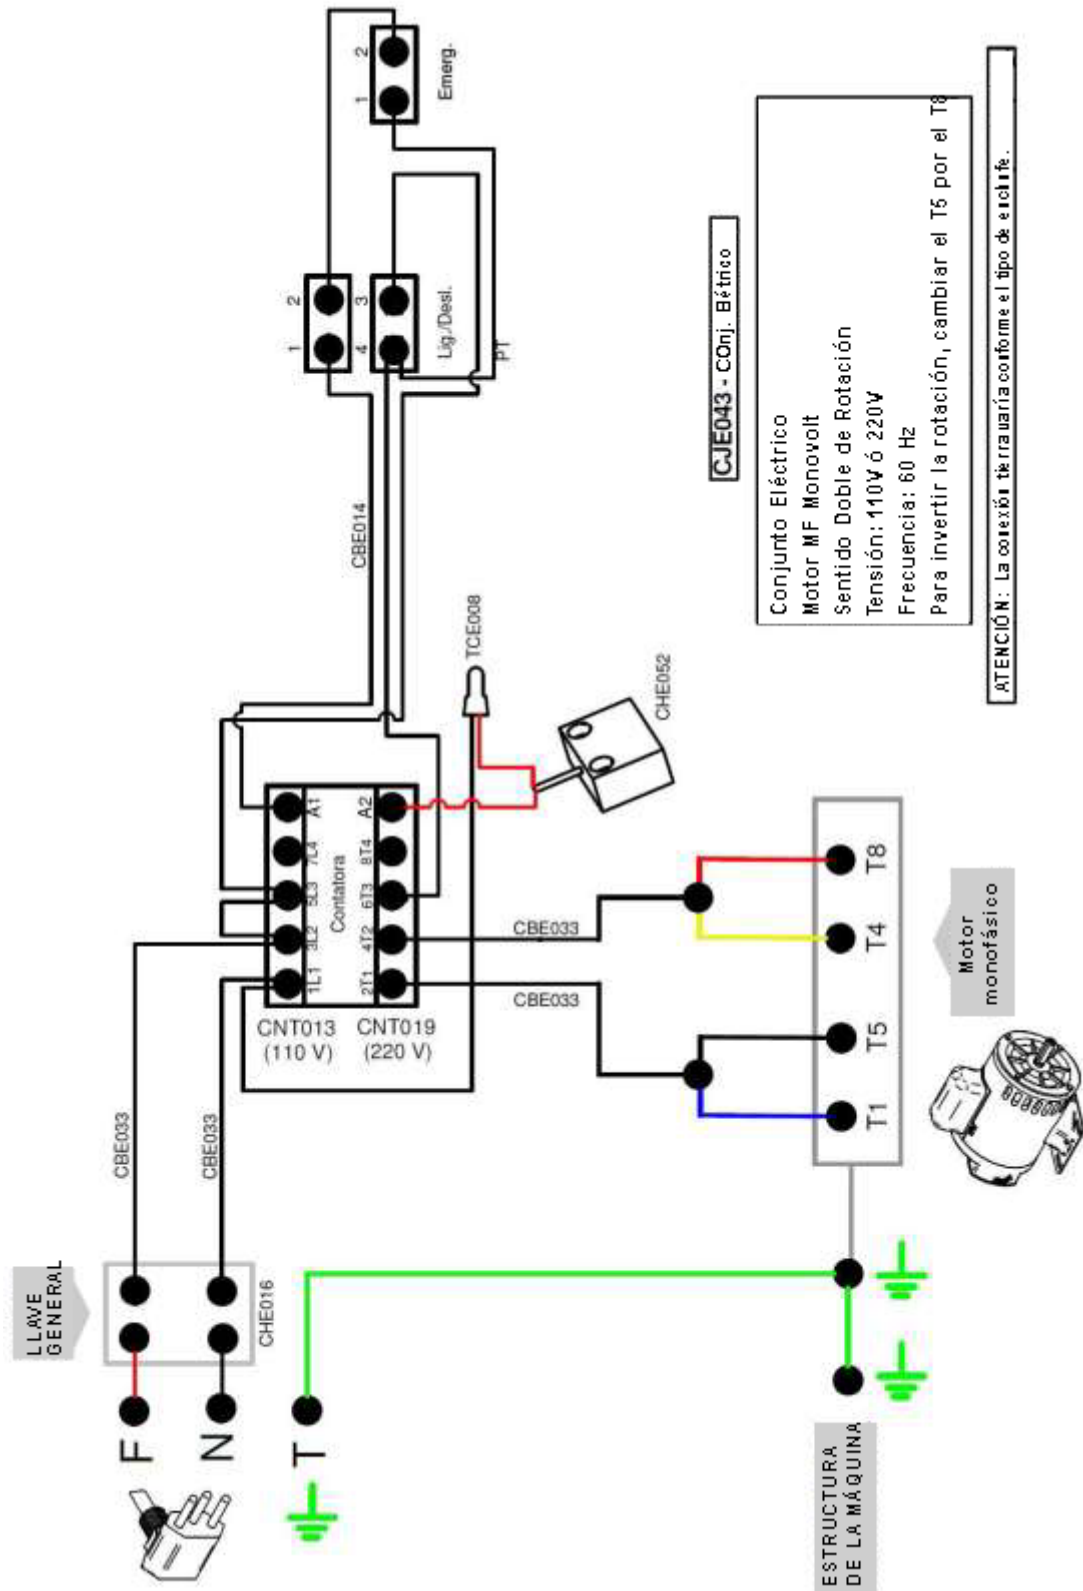 LLAVE
GENERAL
F
N
T
CHE016
CBE033
CBE033
1L1
3L2
5L3
7L4
A1
Contatora
2T1
4T2
6T3
8T4
A2
CNT013
(110 V)
CNT019
(220 V)
CBE014
1
2
4
3
Lig./Desl.
PT
1
2
Emerg.
TCE008
CHE052
CBE033
CBE033
T1
T5
T4
T8
Motor
monofásico
ESTRUCTURA
DE LA MÁQUINA
CJE043 - COnj. Bétrico
Conjunto Eléctrico
Motor MF Monovolt
Sentido Doble de Rotación
Tensión: 110V ó 220V
Frecuencia: 60 Hz
Para invertir la rotación, cambiar el T5 por el T8
ATENCIÓN: La conexión tierra uaría conforme el tipo de enchufe.